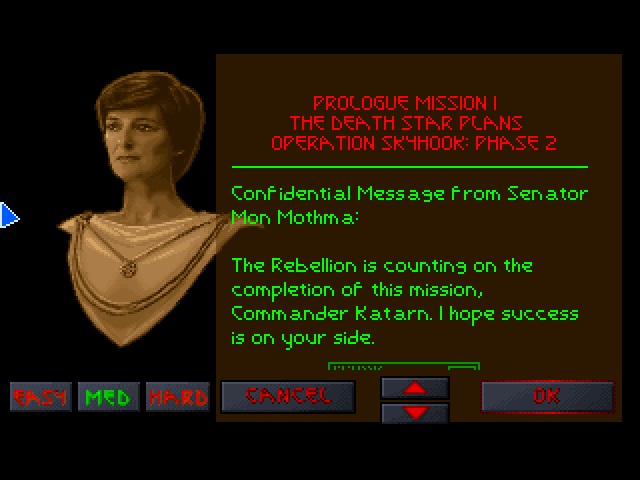 PROLOGUE MISSION I
THE DEATH STAR PLANS
OPERATION SKYHOOK: PHASE 2
Confidential Message from Senator
Mon Mothma:
The Rebellion is counting on the
completion of this mission,
Commander Katarn. I hope success
is on your side.
EASY MED HARD CANCEL OK